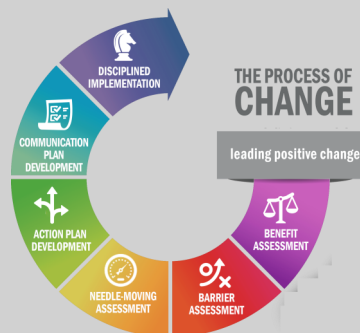 THE PROCESS OF
CHANGE
leading positive change
BENEFIT
ASSESSMENT
BARRIER
ASSESSMENT
NEEDLE-MOVING
ASSESSMENT
ACTION PLAN
DEVELOPMENT
COMMUNICATION
PLAN
DEVELOPMENT
DISCIPLINED
IMPLEMENTATION